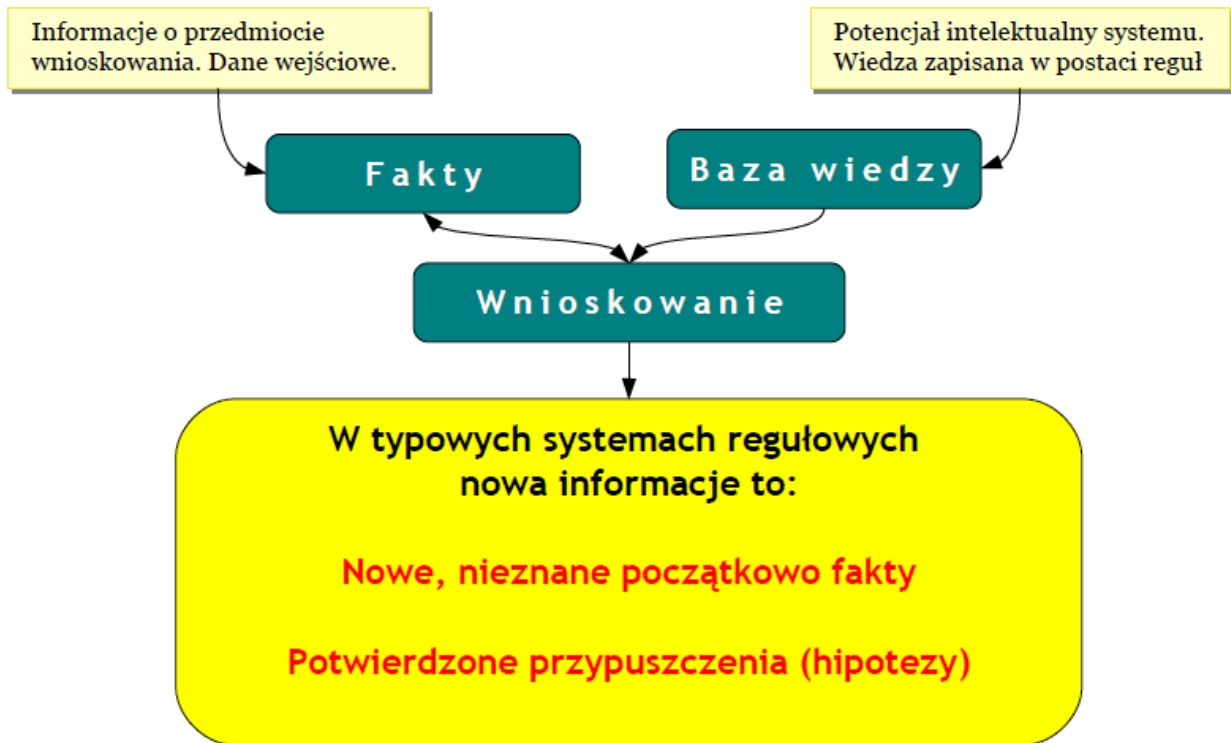 Informacje o przedmiocie
wnioskowania. Dane wejściowe.
Potencjał intelektualny systemu.
Wiedza zapisana w postaci reguł
Fakty
Baza wiedzy
Wnioskowanie
W typowych systemach regułowych
nowa informacje to:
Nowe, nieznane początkowo fakty
Potwierdzone przypuszczenia (hipotezy)